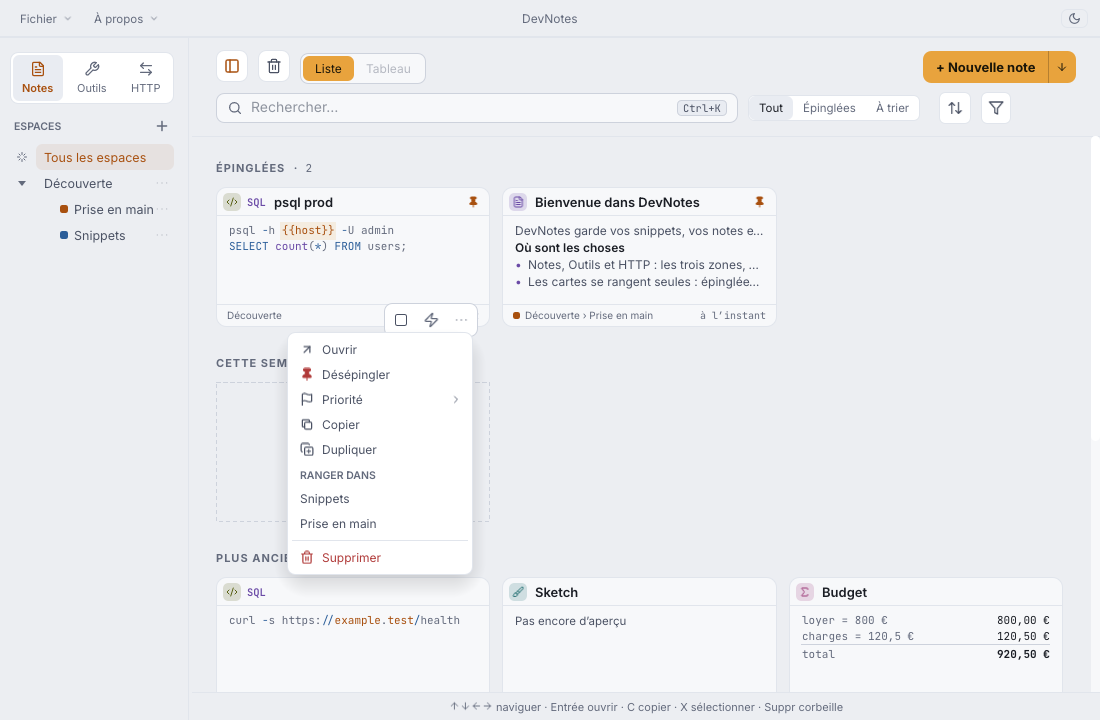 Fichier
À propos
DevNotes
Notes
Outils
HTTP
ESPACES
Tous les espaces
Découverte
Prise en main
Snippets
Liste
Tableau
+ Nouvelle note
Rechercher...
Ctrl+K
Tout
Épinglées
À trier
ÉPINGLÉES · 2
SQL psql prod
psql -h {{host}} -U admin
SELECT count(*) FROM users;
Découverte
Bienvenue dans DevNotes
DevNotes garde vos snippets, vos notes e...
Où sont les choses
• Notes, Outils et HTTP : les trois zones, ...
• Les cartes se rangent seules : épinglée...
Découverte › Prise en main
à l'instant
CETTE SEM
Ouvrir
Désépingler
Priorité
Copier
Dupliquer
RANGER DANS
Snippets
Prise en main
Supprimer
PLUS ANCIE
SQL
curl -s https://example.test/health
Sketch
Pas encore d'aperçu
Budget
loyer = 800 € 800,00 €
charges = 120,5 € 120,50 €
total 920,50 €
↑↓←→ naviguer · Entrée ouvrir · C copier · X sélectionner · Suppr corbeille